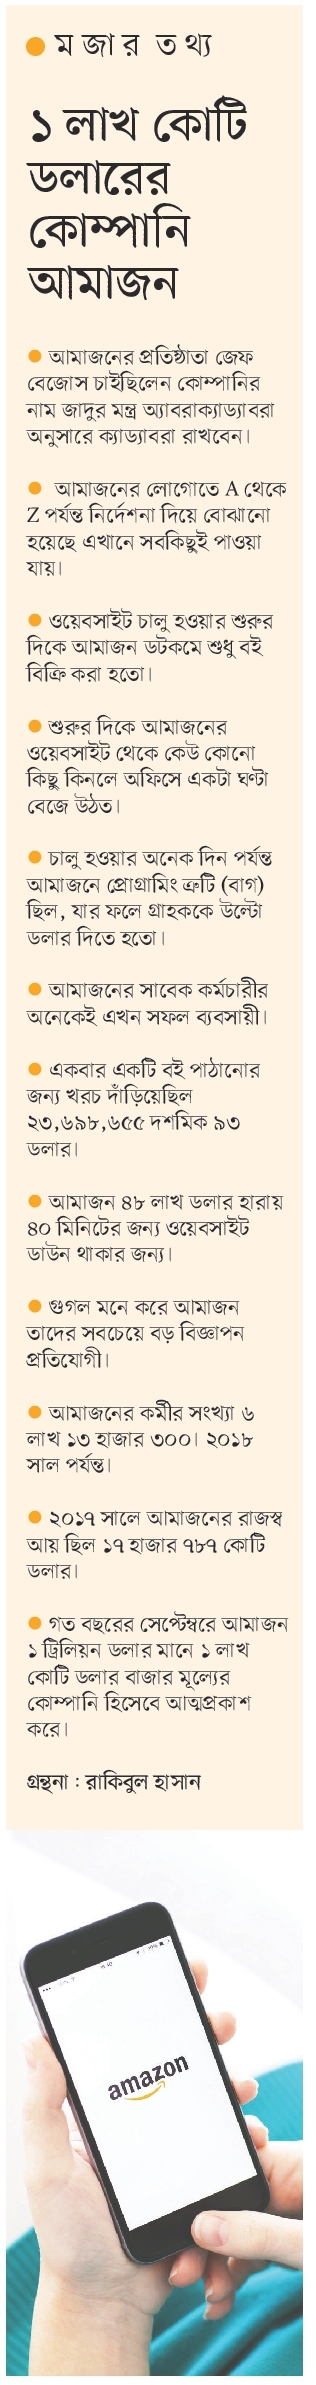 ● ম জা র ত থ্য
১ লাখ কোটি
ডলারের
কোম্পানি
আমাজন
● আমাজনের প্রতিষ্ঠাতা জেফ
বেজোস চাইছিলেন কোম্পানির
নাম জাদুর মন্ত্র অ্যাবরাক্যাড্যাবরা
অনুসারে ক্যাড্যাবরা রাখবেন।
● আমাজনের লোগোতে A থেকে
Z পর্যন্ত নির্দেশনা দিয়ে বোঝানো
হয়েছে এখানে সবকিছুই পাওয়া
যায়।
● ওয়েবসাইট চালু হওয়ার শুরুর
দিকে আমাজন ডটকমে শুধু বই
বিক্রি করা হতো।
● শুরুর দিকে আমাজনের
ওয়েবসাইট থেকে কেউ কোনো
কিছু কিনলে অফিসে একটা ঘণ্টা
বেজে উঠত।
● চালু হওয়ার অনেক দিন পর্যন্ত
আমাজনে প্রোগ্রামিং ত্রুটি (বাগ)
ছিল, যার ফলে গ্রাহককে উল্টো
ডলার দিতে হতো।
● আমাজনের সাবেক কর্মচারীর
অনেকেই এখন সফল ব্যবসায়ী।
● একবার একটি বই পাঠানোর
জন্য খরচ দাঁড়িয়েছিল
২৩,৬৯৮,৬৫৫ দশমিক ৯৩
ডলার।
● আমাজন ৪৮ লাখ ডলার হারায়
৪০ মিনিটের জন্য ওয়েবসাইট
ডাউন থাকার জন্য।
● গুগল মনে করে আমাজন
তাদের সবচেয়ে বড় বিজ্ঞাপন
প্রতিযোগী।
● আমাজনের কর্মীর সংখ্যা ৬
লাখ ১৩ হাজার ৩০০। ২০১৮
সাল পর্যন্ত।
● ২০১৭ সালে আমাজনের রাজস্ব
আয় ছিল ১৭ হাজার ৭৮৭ কোটি
ডলার।
● গত বছরের সেপ্টেম্বরে আমাজন
১ ট্রিলিয়ন ডলার মানে ১ লাখ
কোটি ডলার বাজার মূল্যের
কোম্পানি হিসেবে আত্মপ্রকাশ
করে।
গ্রন্থনা : রাকিবুল হাসান
amazon